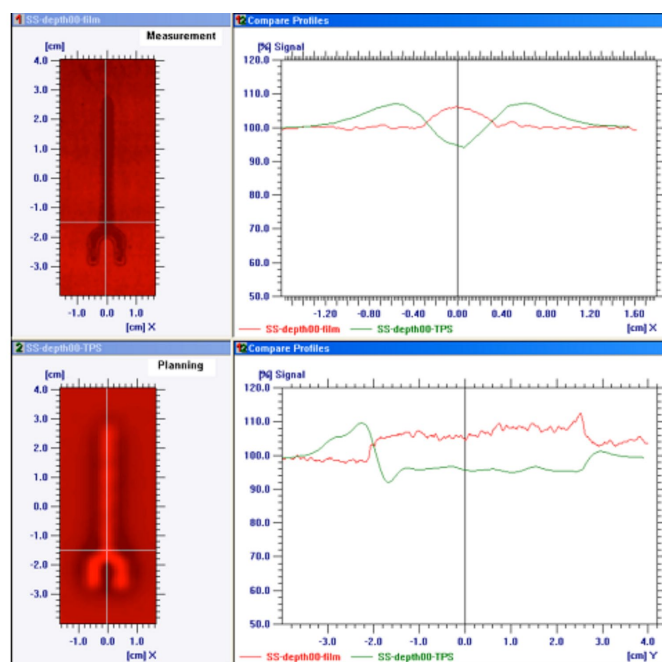 1 SS-depth00-film
Measurement
[cm]
4.0
3.0
2.0
1.0
0.0
-1.0
-2.0
-3.0
-1.0 0.0 1.0
[cm] X
12 Compare Profiles
[%] Signal
120.0
110.0
100.0
90.0
80.0
70.0
60.0
50.0
-1.20 -0.80 -0.40 0.00 0.40 0.80 1.20 1.60
SS-depth00-film SS-depth00-TPS [cm] X
2 SS-depth00-TPS
Planning
[cm]
4.0
3.0
2.0
1.0
0.0
-1.0
-2.0
-3.0
-1.0 0.0 1.0
[cm] X
12 Compare Profiles
[%] Signal
120.0
110.0
100.0
90.0
80.0
70.0
60.0
50.0
-3.0 -2.0 -1.0 0.0 1.0 2.0 3.0 4.0
SS-depth00-film SS-depth00-TPS [cm] Y